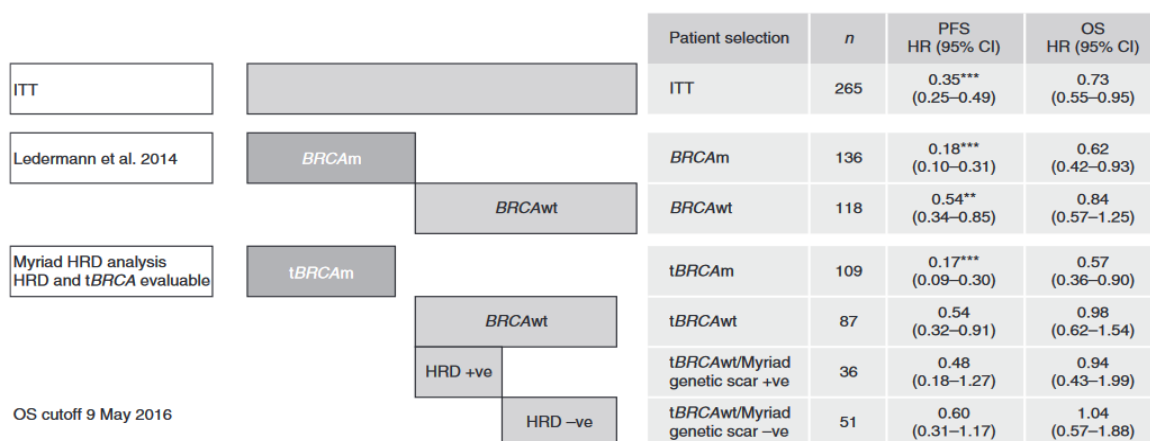 Patient selection n PFS HR (95% CI) OS HR (95% CI)
ITT ITT 265 0.35*** (0.25–0.49) 0.73 (0.55–0.95)
Ledermann et al. 2014 BRCAm BRCAm 136 0.18*** (0.10–0.31) 0.62 (0.42–0.93)
BRCAwt BRCAwt 118 0.54** (0.34–0.85) 0.84 (0.57–1.25)
Myriad HRD analysis
HRD and tBRCA evaluable
tBRCAm tBRCAm 109 0.17*** (0.09–0.30) 0.57 (0.36–0.90)
BRCAwt tBRCAwt 87 0.54 (0.32–0.91) 0.98 (0.62–1.54)
HRD +ve tBRCAwt/Myriad genetic scar +ve 36 0.48 (0.18–1.27) 0.94 (0.43–1.99)
HRD –ve tBRCAwt/Myriad genetic scar –ve 51 0.60 (0.31–1.17) 1.04 (0.57–1.88)
OS cutoff 9 May 2016